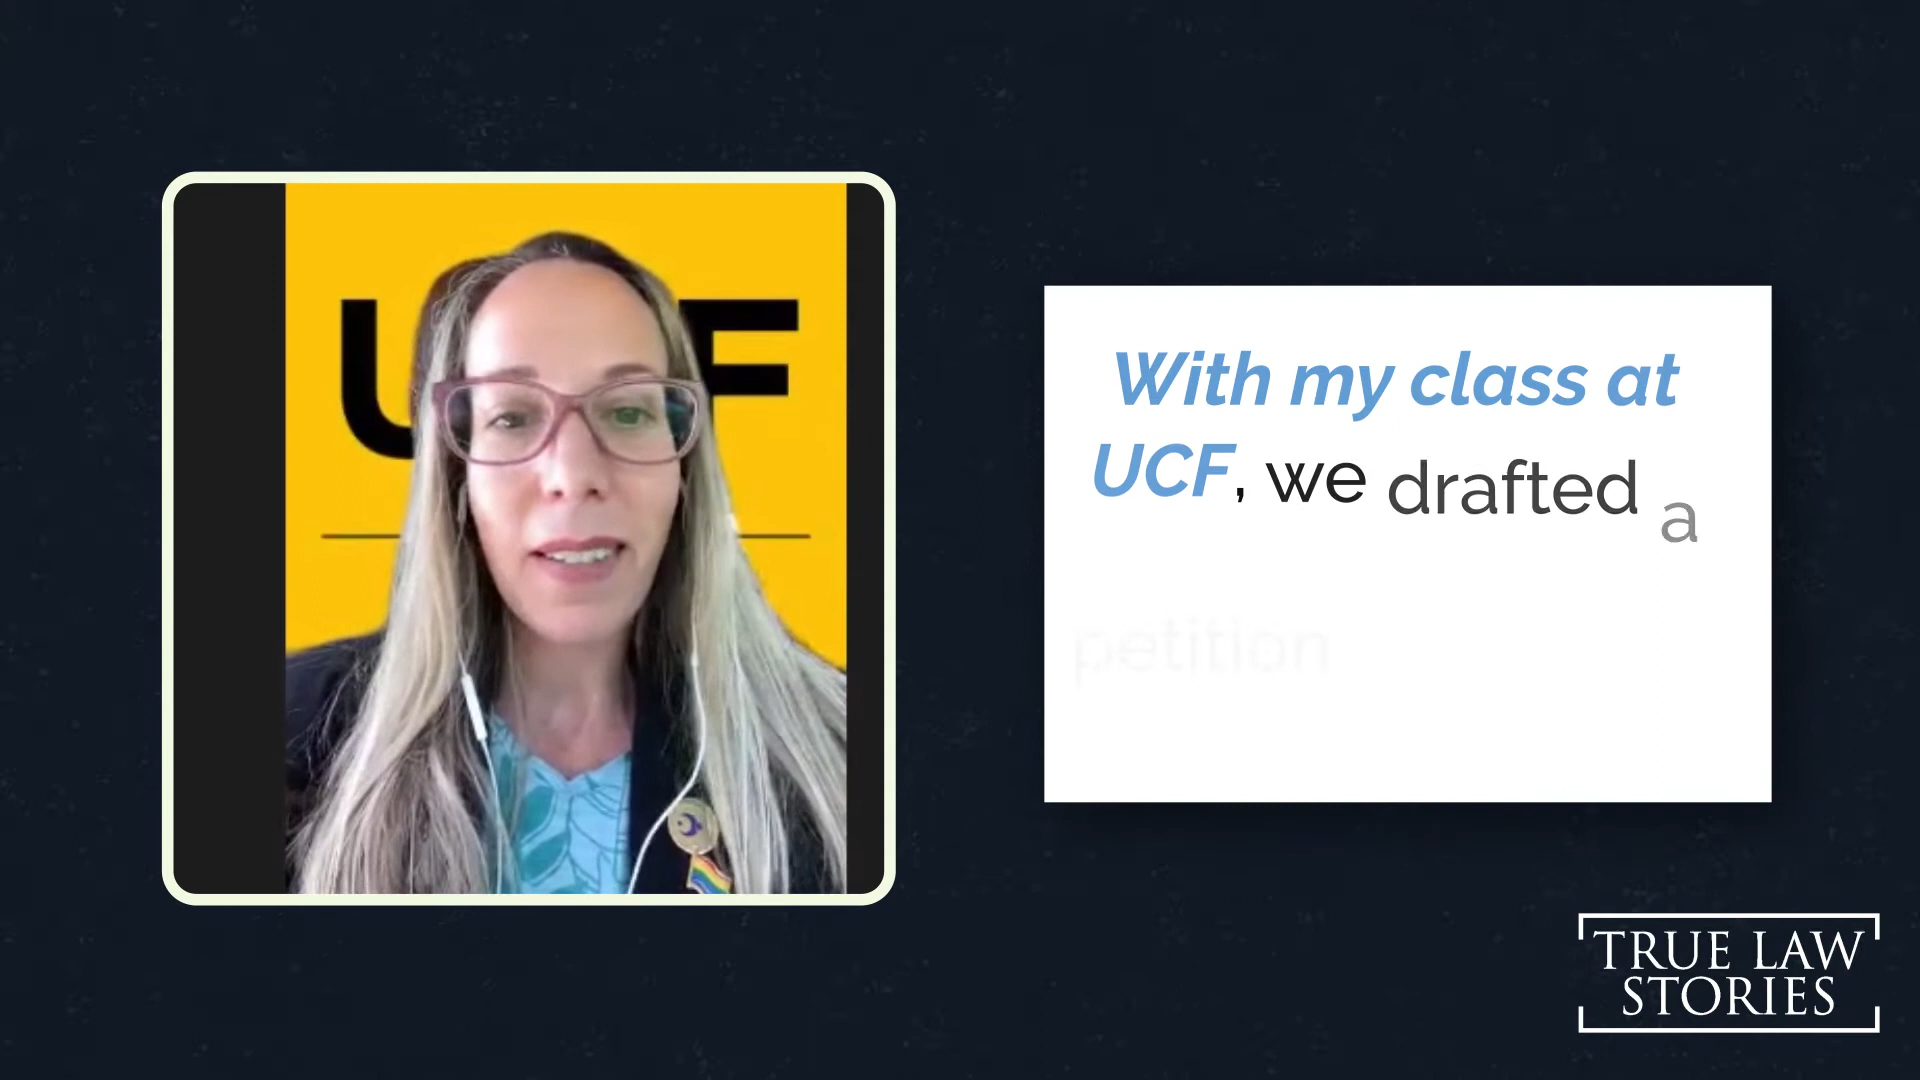 U F
With my class at
UCF, we drafted a
petition
TRUE LAW
STORIES